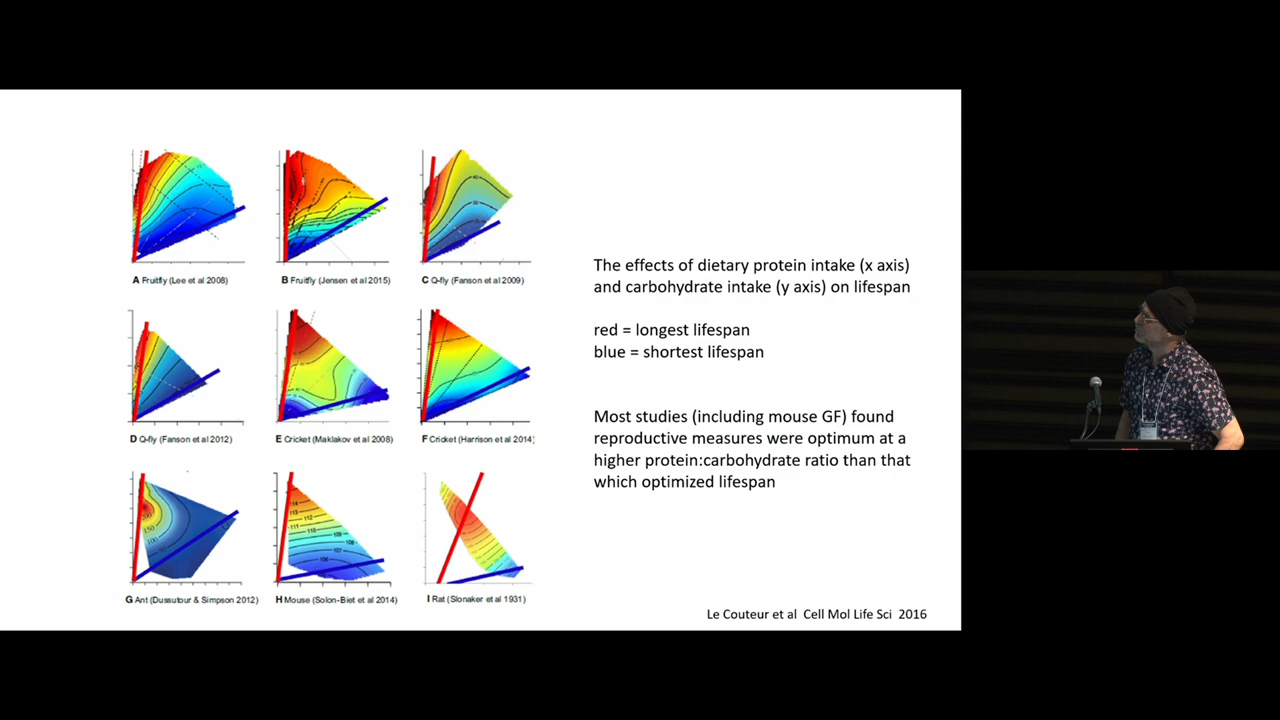 A Fruitfly (Lee et al 2008)
B Fruitfly (Jensen et al 2015)
C Q-fly (Fanson et al 2009)
D Q-fly (Fanson et al 2012)
E Cricket (Maklakov et al 2008)
F Cricket (Harrison et al 2014)
G Ant (Dussutour & Simpson 2012)
H Mouse (Solon-Biet et al 2014)
I Rat (Slonaker et al 1931)
The effects of dietary protein intake (x axis)
and carbohydrate intake (y axis) on lifespan
red = longest lifespan
blue = shortest lifespan
Most studies (including mouse GF) found
reproductive measures were optimum at a
higher protein:carbohydrate ratio than that
which optimized lifespan
Le Couteur et al Cell Mol Life Sci 2016